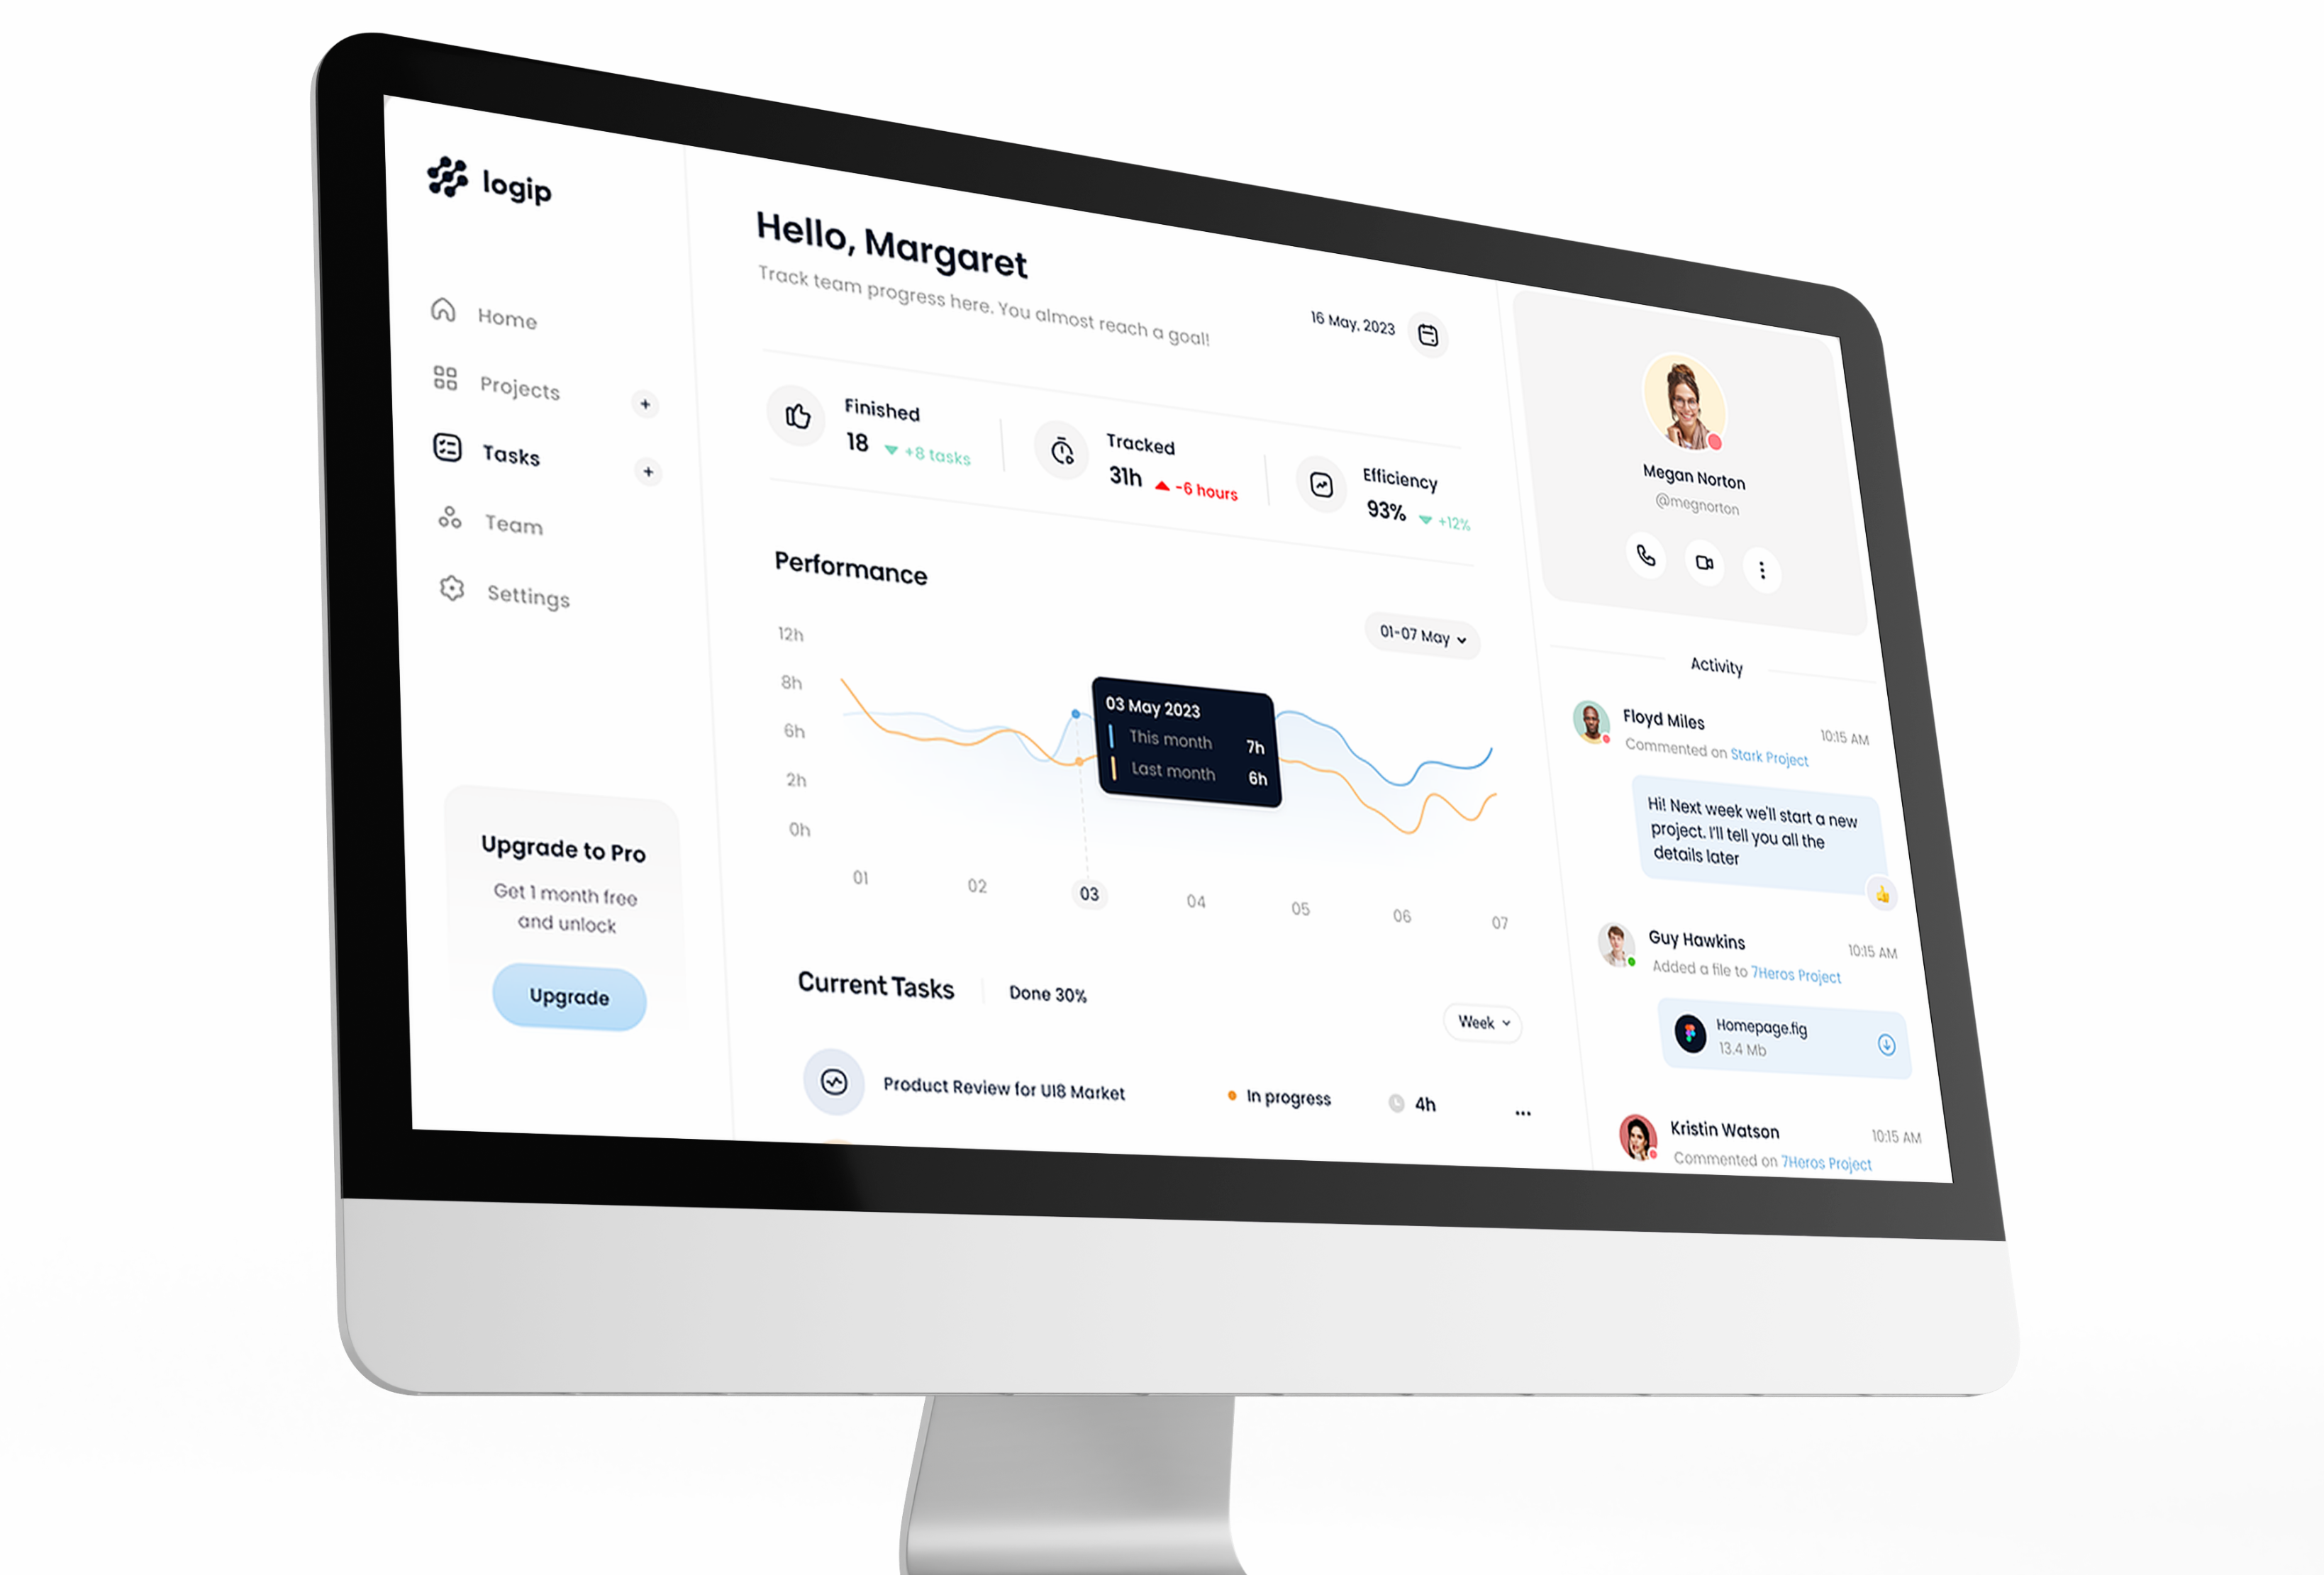 logip
Home
Projects
+
Tasks
+
Team
Settings
Upgrade to Pro
Get 1 month free
and unlock
Upgrade
Hello, Margaret
Track team progress here. You almost reach a goal!
16 May, 2023
Finished
18 +8 tasks
Tracked
31h -6 hours
Efficiency
93% +12%
Performance
01-07 May
12h
8h
6h
2h
0h
03 May 2023
This month 7h
Last month 6h
01 02 03 04 05 06 07
Current Tasks
Done 30%
Week
Product Review for UI8 Market
In progress
4h
Megan Norton
@megnorton
Activity
Floyd Miles
10:15 AM
Commented on Stark Project
Hi! Next week we'll start a new
project. I'll tell you all the
details later
Guy Hawkins
10:15 AM
Added a file to 7Heros Project
Homepage.fig
13.4 Mb
Kristin Watson
10:15 AM
Commented on 7Heros Project